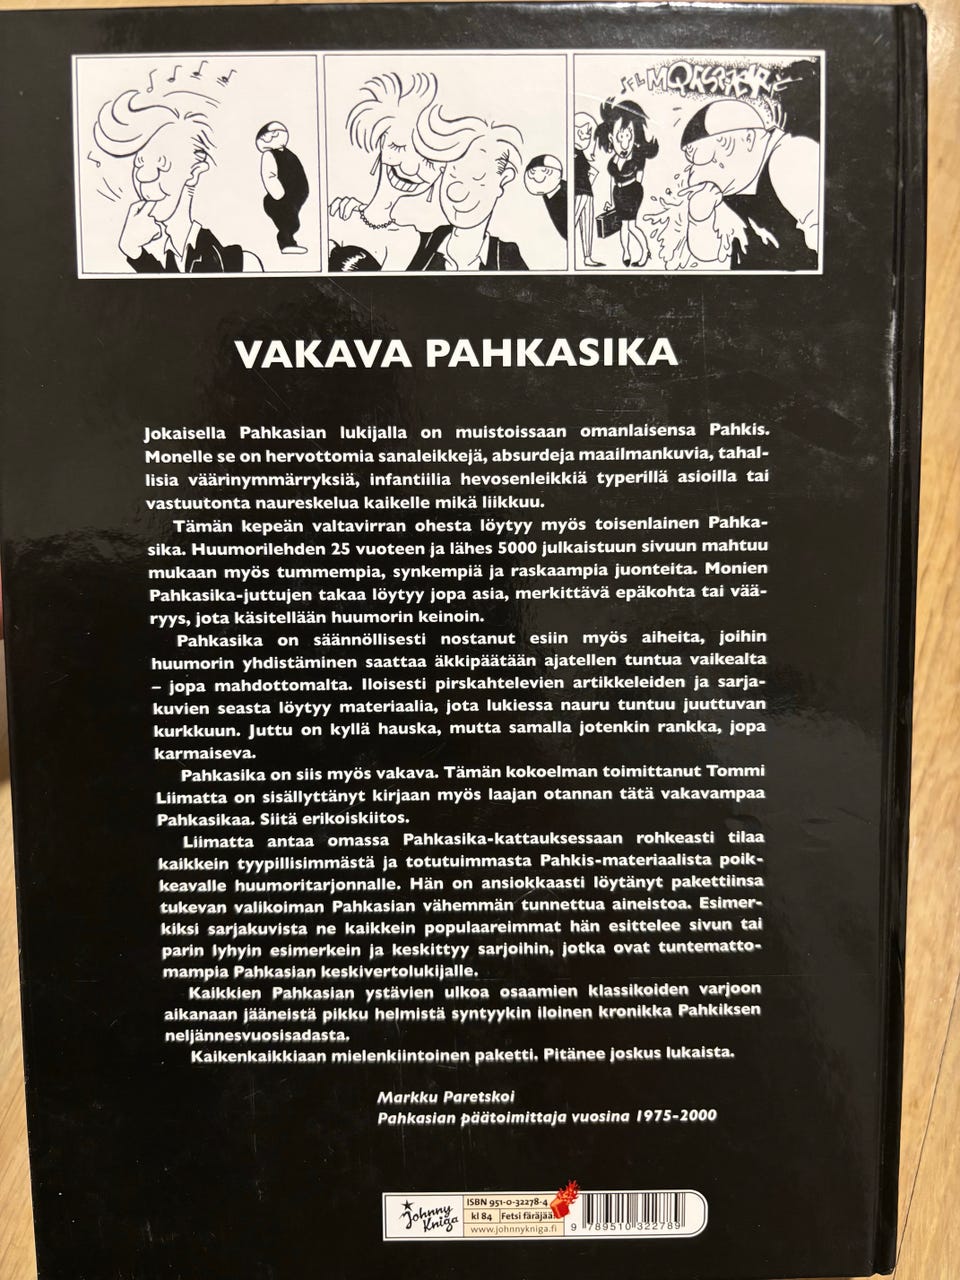 VAKAVA PAHKASIKA
Jokaisella Pahkasian lukijalla on muistoissaan omanlaisensa Pahkis.
Monelle se on hervottomia sanaleikkejä, absurdeja maailmankuvia, tahal-
lisia väärinymmärryksiä, infantiilia hevosenleikkiä typerillä asioilla tai
vastuutonta naureskelua kaikelle mikä liikkuu.
Tämän kepeän valtavirran ohesta löytyy myös toisenlainen Pahka-
sika. Huumorilehden 25 vuoteen ja lähes 5000 julkaistuun sivuun mahtuu
mukaan myös tummempia, synkempiä ja raskaampia juonteita. Monien
Pahkasika-juttujen takaa löytyy jopa asia, merkittävä epäkohta tai vää-
ryys, jota käsitellään huumorin keinoin.
Pahkasika on säännöllisesti nostanut esiin myös aiheita, joihin
huumorin yhdistäminen saattaa äkkipäätään ajatellen tuntua vaikealta
– jopa mahdottomalta. Iloisesti pirskahtelevien artikkeleiden ja sarja-
kuvien seasta löytyy materiaalia, jota lukiessa nauru tuntuu juuttuvan
kurkkuun. Juttu on kyllä hauska, mutta samalla jotenkin rankka, jopa
karmaiseva.
Pahkasika on siis myös vakava. Tämän kokoelman toimittanut Tommi
Liimatta on sisällyttänyt kirjaan myös laajan otannan tätä vakavampaa
Pahkasikaa. Siitä erikoiskiitos.
Liimatta antaa omassa Pahkasika-kattauksessaan rohkeasti tilaa
kaikkein tyypillisimmästä ja totutuimmasta Pahkis-materiaalista poik-
keavalle huumoritarjonnalle. Hän on ansiokkaasti löytänyt pakettiinsa
tukevan valikoiman Pahkasian vähemmän tunnettua aineistoa. Esimer-
kiksi sarjakuvista ne kaikkein populaareimmat hän esittelee sivun tai
parin lyhyin esimerkein ja keskittyy sarjoihin, jotka ovat tuntematto-
mampia Pahkasian keskivertolukijalle.
Kaikkien Pahkasian ystävien ulkoa osaamien klassikoiden varjoon
aikanaan jääneistä pikku helmistä syntyykin iloinen kronikka Pahkiksen
neljännesvuosisadasta.
Kaikenkaikkiaan mielenkiintoinen paketti. Pitänee joskus lukaista.
Markku Paretskoi
Pahkasian päätoimittaja vuosina 1975-2000
Johnny
Kniga
ISBN 951-0-32278-4
kl 84 Fetsi färäjää
www.johnnykniga.fi
9 789510 322789